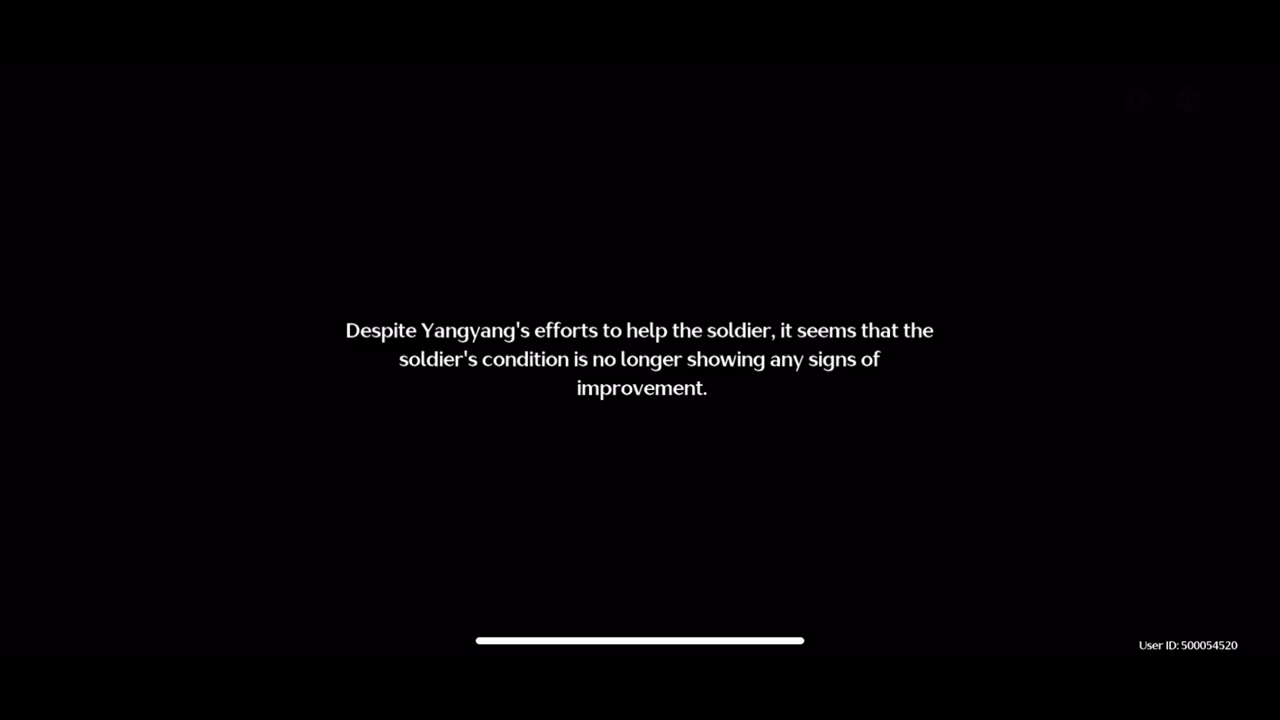 Despite Yangyang's efforts to help the soldier, it seems that the
soldier's condition is no longer showing any signs of
improvement.
User ID: 500054520